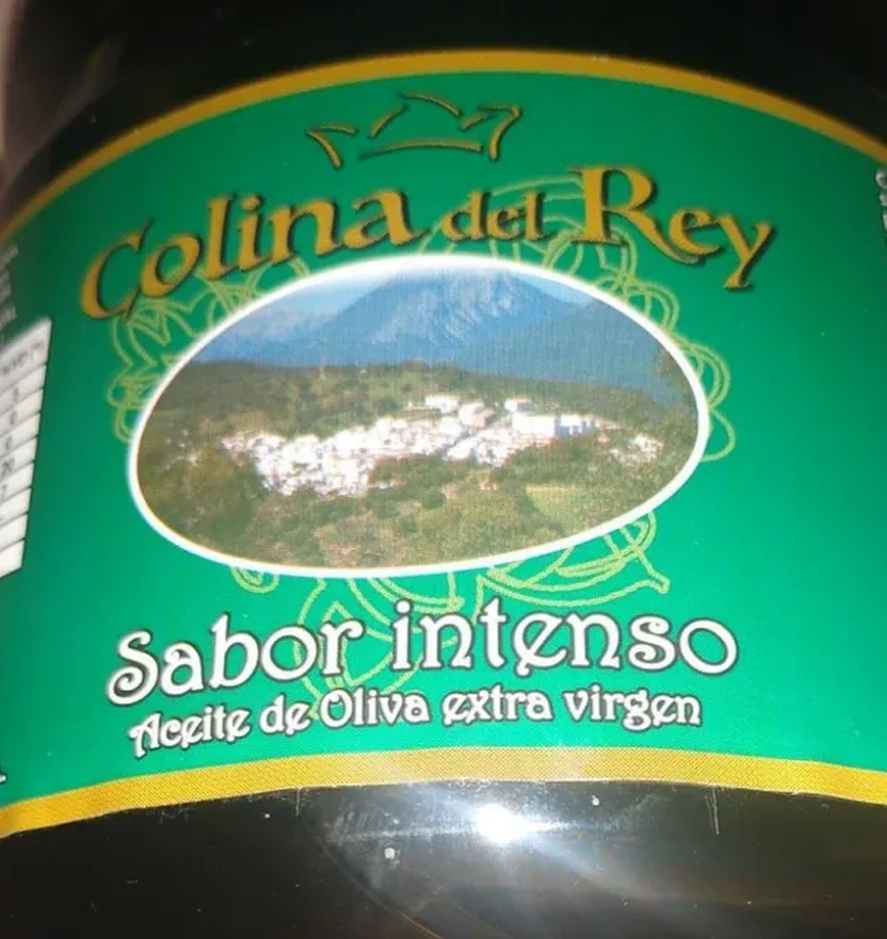 Colina del Rey
Sabor intenso
Aceite de Oliva extra virgen